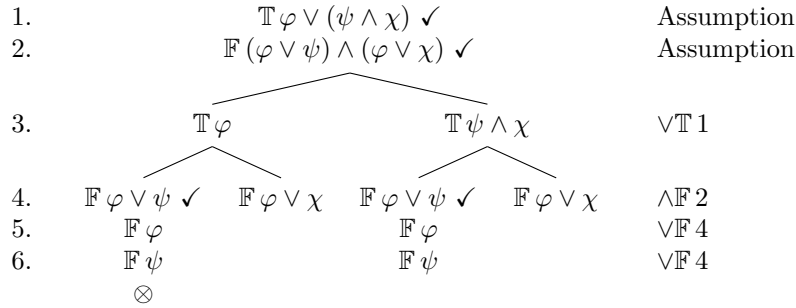 1. 𝕋 φ ∨ (ψ ∧ χ) ✓ Assumption
2. 𝔽 (φ ∨ ψ) ∧ (φ ∨ χ) ✓ Assumption
3. 𝕋 φ 𝕋 ψ ∧ χ ∨𝕋 1
4. 𝔽 φ ∨ ψ ✓ 𝔽 φ ∨ χ 𝔽 φ ∨ ψ ✓ 𝔽 φ ∨ χ ∧𝔽 2
5. 𝔽 φ 𝔽 φ ∨𝔽 4
6. 𝔽 ψ 𝔽 ψ ∨𝔽 4
⊗